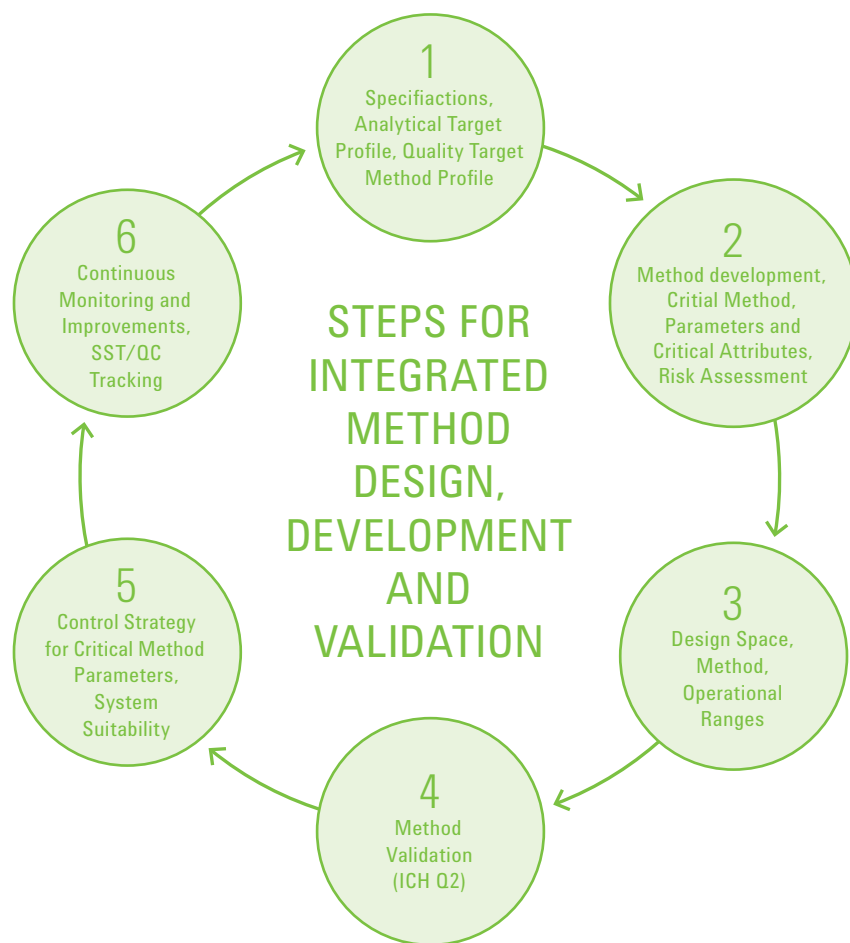 1
Specifiactions,
Analytical Target
Profile, Quality Target
Method Profile
2
Method development,
Critial Method,
Parameters and
Critical Attributes,
Risk Assessment
3
Design Space,
Method,
Operational
Ranges
4
Method
Validation
(ICH Q2)
5
Control Strategy
for Critical Method
Parameters,
System
Suitability
6
Continuous
Monitoring and
Improvements,
SST/QC
Tracking
STEPS FOR
INTEGRATED
METHOD
DESIGN,
DEVELOPMENT
AND
VALIDATION